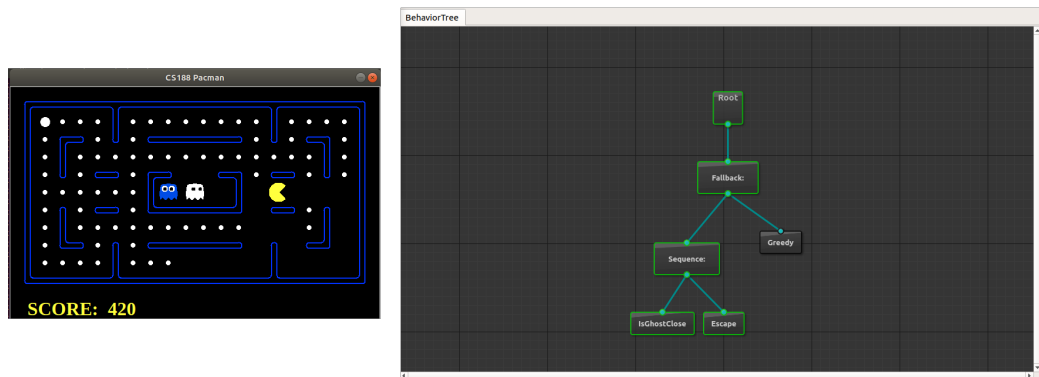 CS188 Pacman
SCORE: 420
BehaviorTree
Root
Fallback:
Greedy
Sequence:
IsGhostClose
Escape